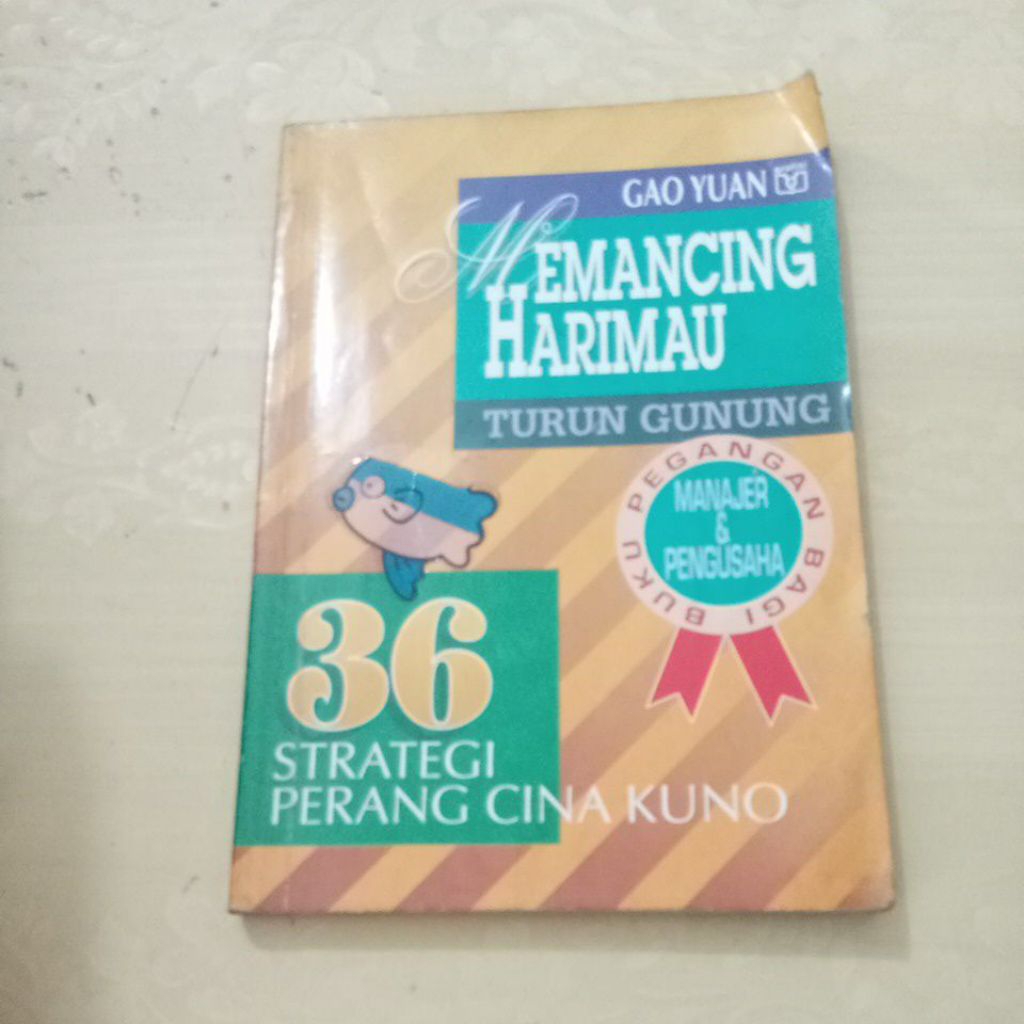 GAO YUAN
MEMANCING
HARIMAU
TURUN GUNUNG
BUKU PEGANGAN BAGI
MANAJER
&
PENGUSAHA
36
STRATEGI
PERANG CINA KUNO